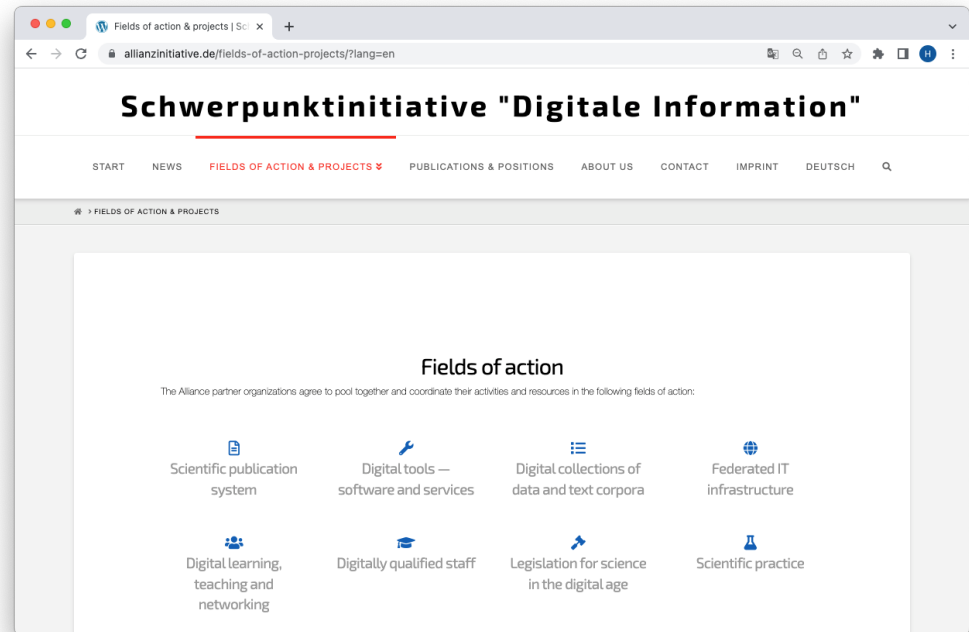 Fields of action & projects | Sc
allianzinitiative.de/fields-of-action-projects/?lang=en
H
Schwerpunktinitiative "Digitale Information"
START NEWS FIELDS OF ACTION & PROJECTS PUBLICATIONS & POSITIONS ABOUT US CONTACT IMPRINT DEUTSCH
> FIELDS OF ACTION & PROJECTS
Fields of action
The Alliance partner organizations agree to pool together and coordinate their activities and resources in the following fields of action:
Scientific publication
system
Digital tools —
software and services
Digital collections of
data and text corpora
Federated IT
infrastructure
Digital learning,
teaching and
networking
Digitally qualified staff
Legislation for science
in the digital age
Scientific practice